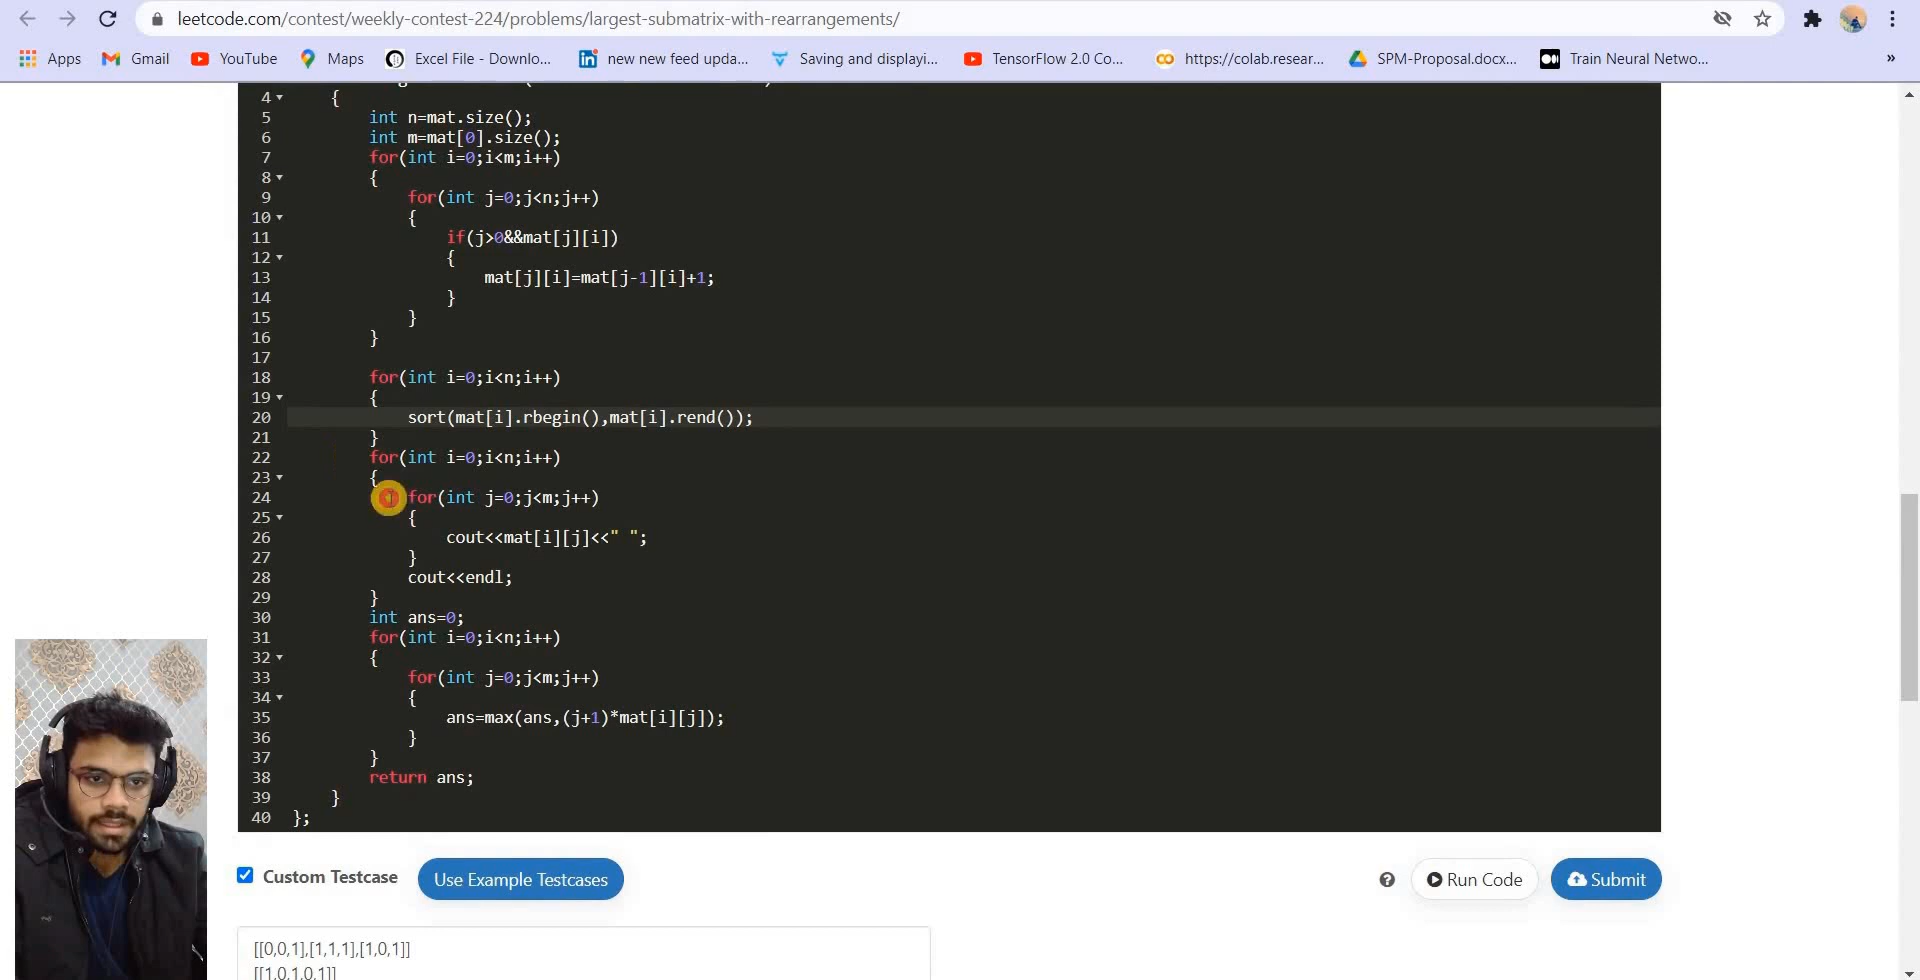 leetcode.com/contest/weekly-contest-224/problems/largest-submatrix-with-rearrangements/
Apps Gmail YouTube Maps Excel File - Downlo... new new feed upda... Saving and displayi... TensorFlow 2.0 Co... https://colab.resear... SPM-Proposal.docx... Train Neural Netwo... »
4 {
5 int n=mat.size();
6 int m=mat[0].size();
7 for(int i=0;i<m;i++)
8 {
9 for(int j=0;j<n;j++)
10 {
11 if(j>0&&mat[j][i])
12 {
13 mat[j][i]=mat[j-1][i]+1;
14 }
15 }
16 }
17
18 for(int i=0;i<n;i++)
19 {
20 sort(mat[i].rbegin(),mat[i].rend());
21 }
22 for(int i=0;i<n;i++)
23 {
24 for(int j=0;j<m;j++)
25 {
26 cout<<mat[i][j]<<" ";
27 }
28 cout<<endl;
29 }
30 int ans=0;
31 for(int i=0;i<n;i++)
32 {
33 for(int j=0;j<m;j++)
34 {
35 ans=max(ans,(j+1)*mat[i][j]);
36 }
37 }
38 return ans;
39 }
40 };
Custom Testcase Use Example Testcases ? Run Code Submit
[[0,0,1],[1,1,1],[1,0,1]]
[[1,0,1,0,1]]